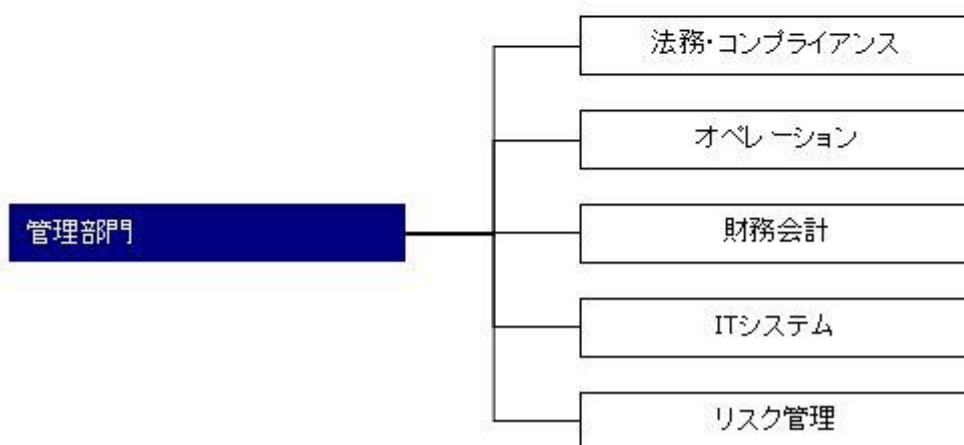 法務・コンプライアンス
オペレーション
管理部門
財務会計
ITシステム
リスク管理